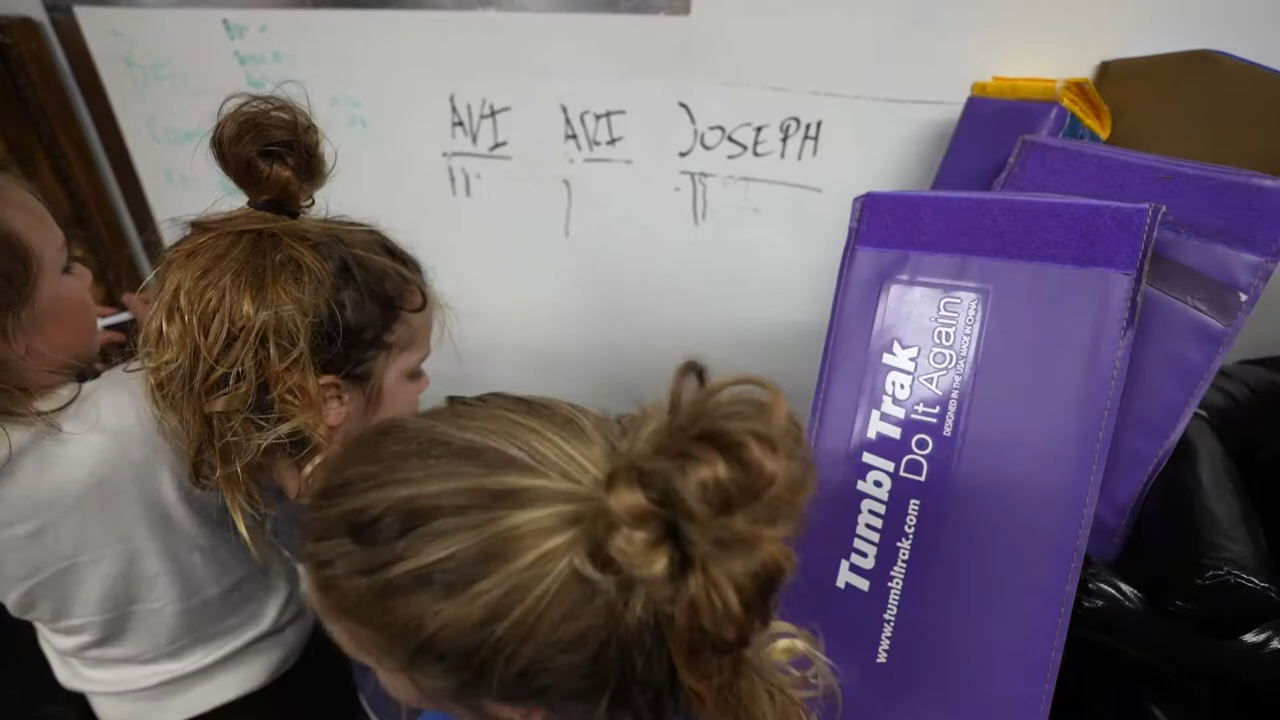 AVI ARI JOSEPH
Tumbl Trak
Do It Again
DESIGNED IN THE USA. MADE IN CHINA.
www.tumbltrak.com